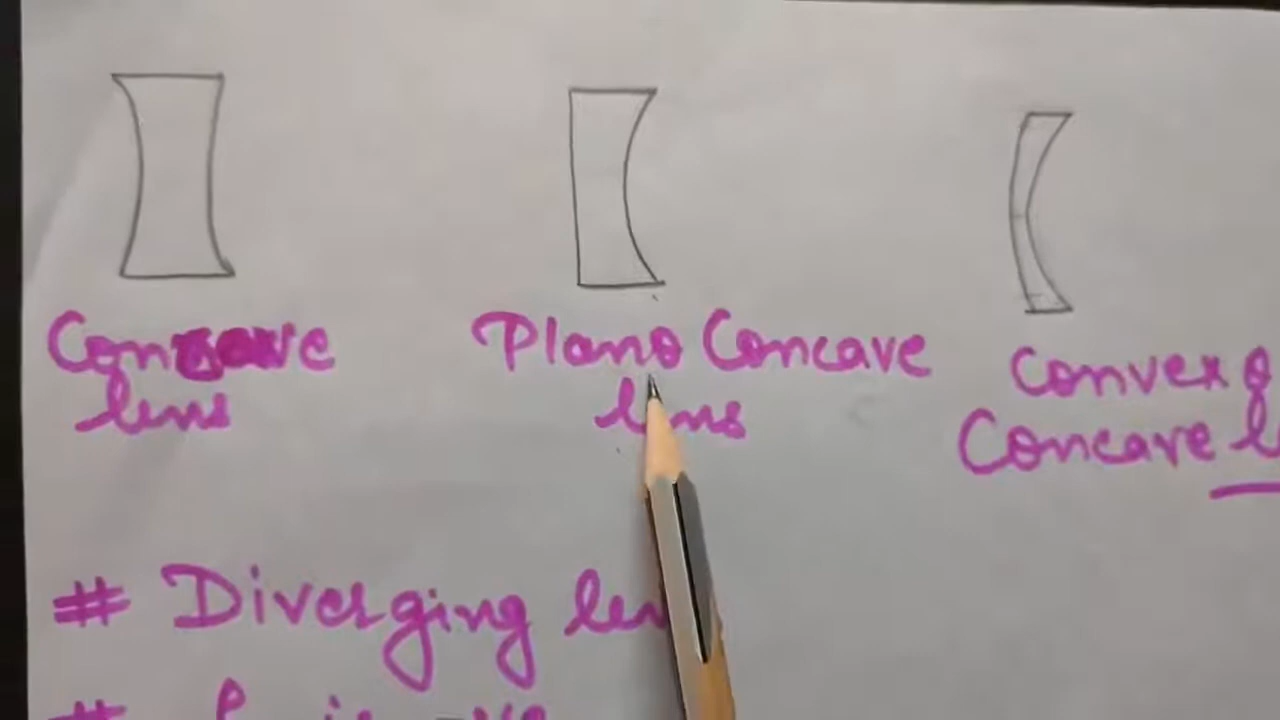 Concave
lens
Plano Concave
lens
Convex
Concave
# Diverging
#